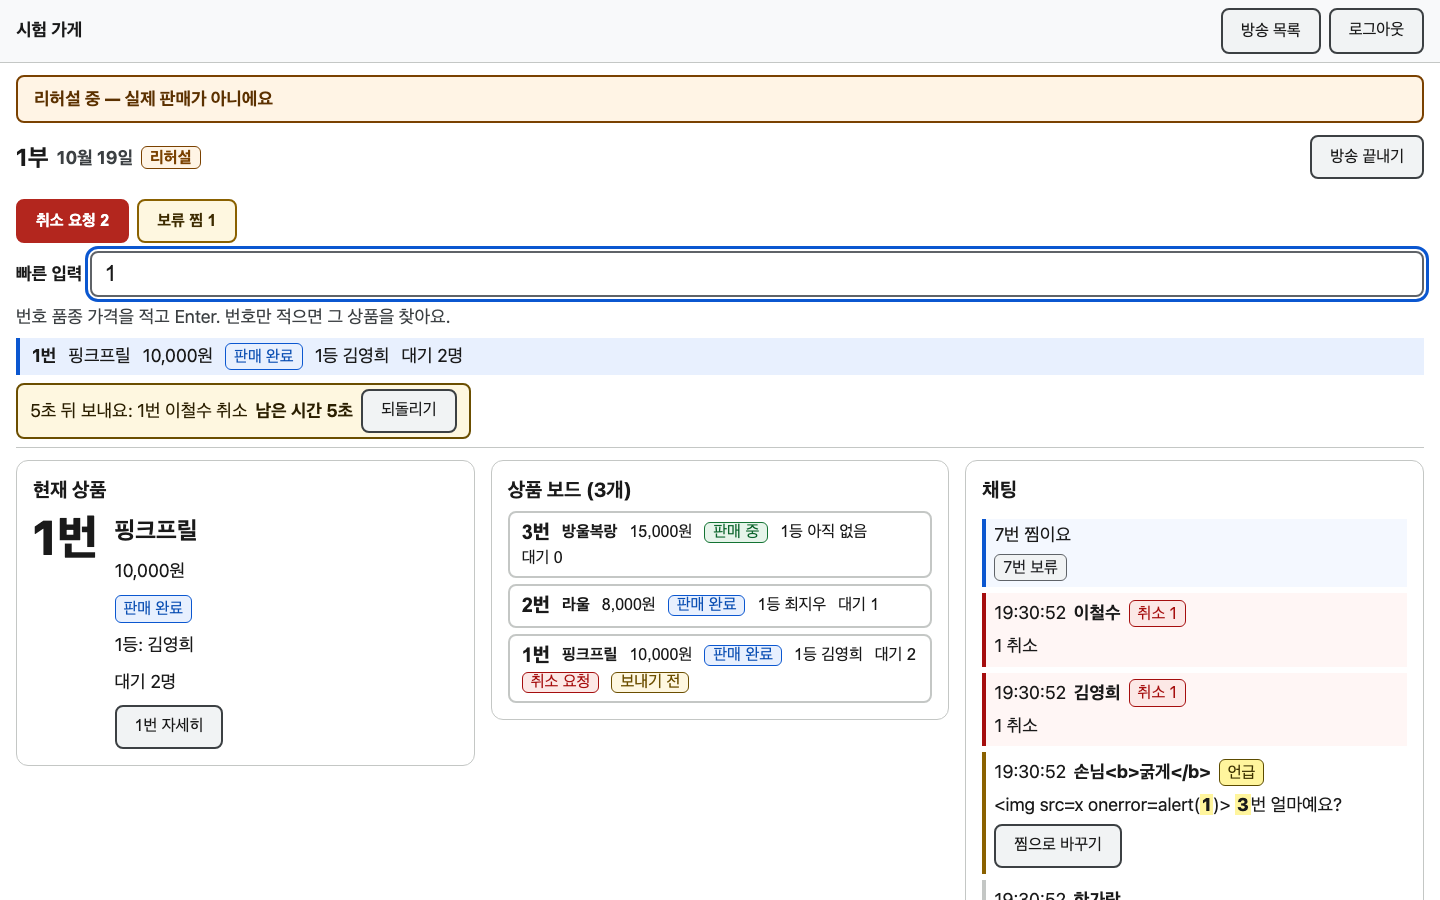 시험 가게
방송 목록
로그아웃
리허설 중 — 실제 판매가 아니에요
1부 10월 19일 리허설
방송 끝내기
취소 요청 2
보류 찜 1
빠른 입력 1
번호 품종 가격을 적고 Enter. 번호만 적으면 그 상품을 찾아요.
1번 핑크프릴 10,000원 판매 완료 1등 김영희 대기 2명
5초 뒤 보내요: 1번 이철수 취소 남은 시간 5초 되돌리기
현재 상품
1번 핑크프릴
10,000원
판매 완료
1등: 김영희
대기 2명
1번 자세히
상품 보드 (3개)
3번 방울복랑 15,000원 판매 중 1등 아직 없음
대기 0
2번 라울 8,000원 판매 완료 1등 최지우 대기 1
1번 핑크프릴 10,000원 판매 완료 1등 김영희 대기 2
취소 요청 보내기 전
채팅
7번 찜이요
7번 보류
19:30:52 이철수 취소 1
1 취소
19:30:52 김영희 취소 1
1 취소
19:30:52 손님<b>굵게</b> 언급
<img src=x onerror=alert(1)> 3번 얼마예요?
찜으로 바꾸기
19:30:52 한가람